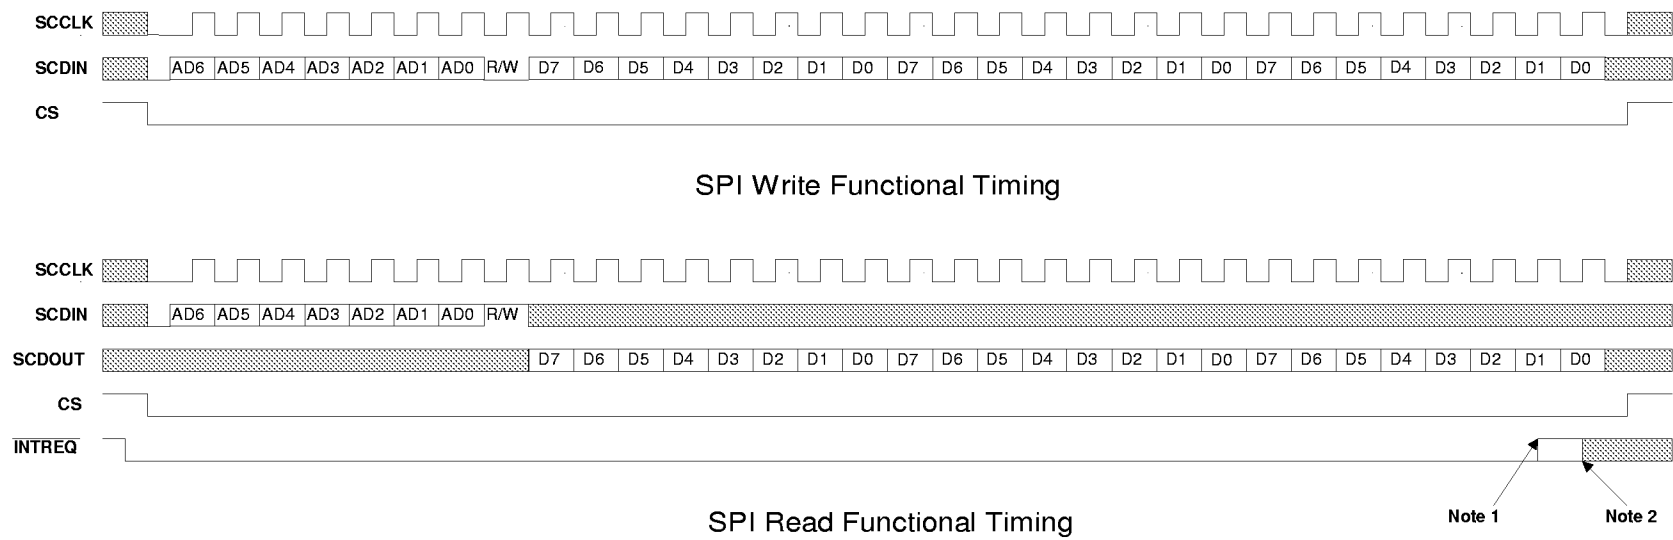 SCCLK
SCDIN AD6 AD5 AD4 AD3 AD2 AD1 AD0 R/W D7 D6 D5 D4 D3 D2 D1 D0 D7 D6 D5 D4 D3 D2 D1 D0 D7 D6 D5 D4 D3 D2 D1 D0
CS
SPI Write Functional Timing
SCCLK
SCDIN AD6 AD5 AD4 AD3 AD2 AD1 AD0 R/W
SCDOUT D7 D6 D5 D4 D3 D2 D1 D0 D7 D6 D5 D4 D3 D2 D1 D0 D7 D6 D5 D4 D3 D2 D1 D0
CS
INTREQ
Note 1 Note 2
SPI Read Functional Timing